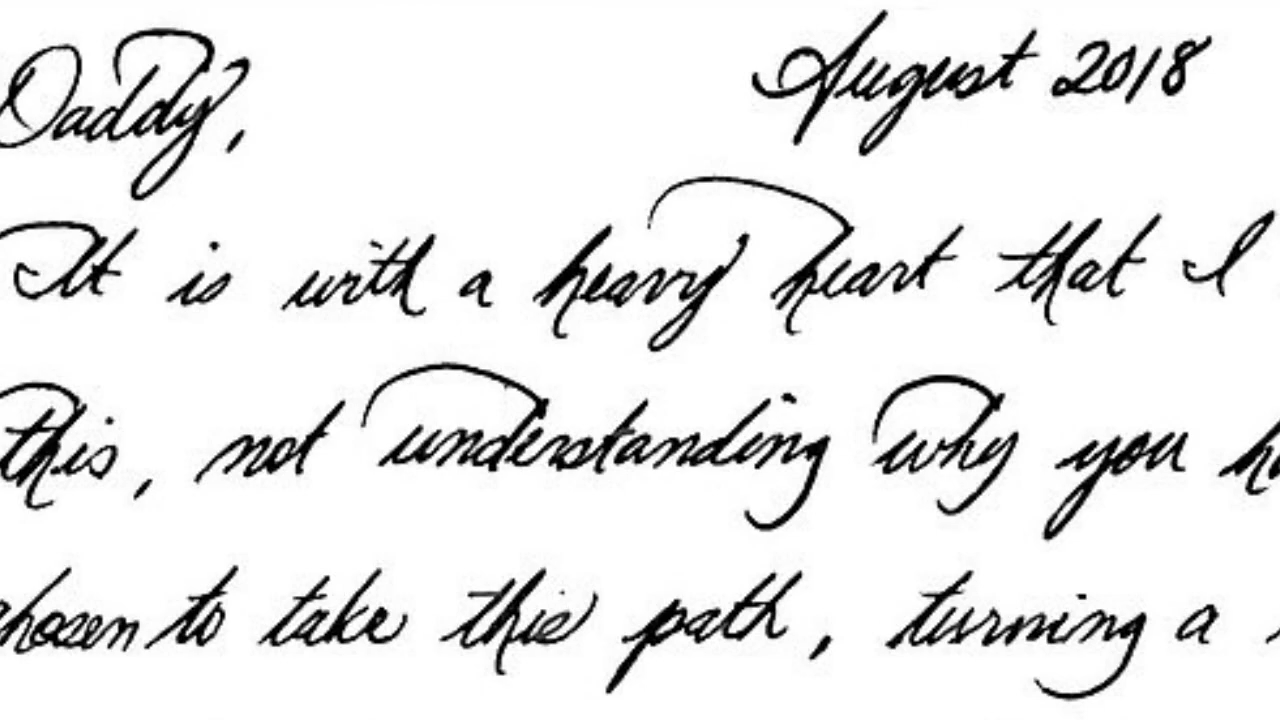 Daddy, August 2018
It is with a heavy heart that I
this, not understanding why you
chosen to take this path, turning a